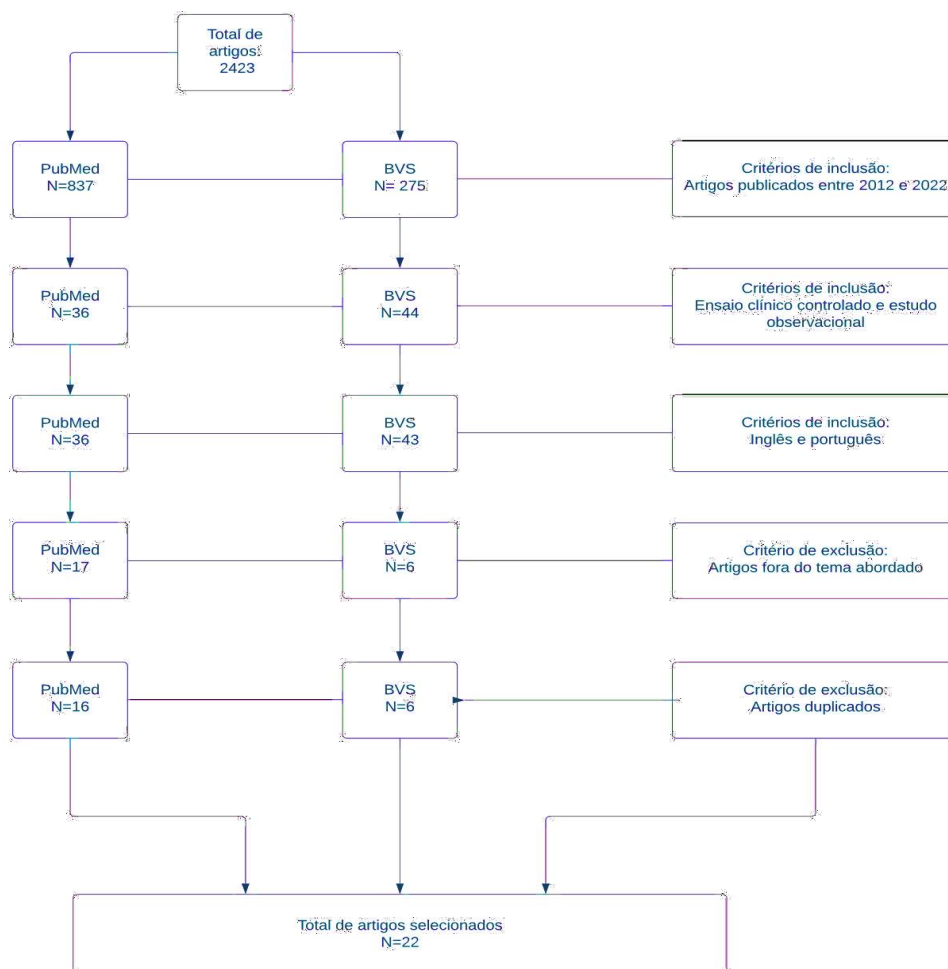 Total de
artigos:
2423
PubMed
N=837
BVS
N= 275
Critérios de inclusão:
Artigos publicados entre 2012 e 2022
PubMed
N=36
BVS
N=44
Critérios de inclusão:
Ensaio clínico controlado e estudo
observacional
PubMed
N=36
BVS
N=43
Critérios de inclusão:
Inglês e português
PubMed
N=17
BVS
N=6
Critério de exclusão:
Artigos fora do tema abordado
PubMed
N=16
BVS
N=6
Critério de exclusão:
Artigos duplicados
Total de artigos selecionados
N=22